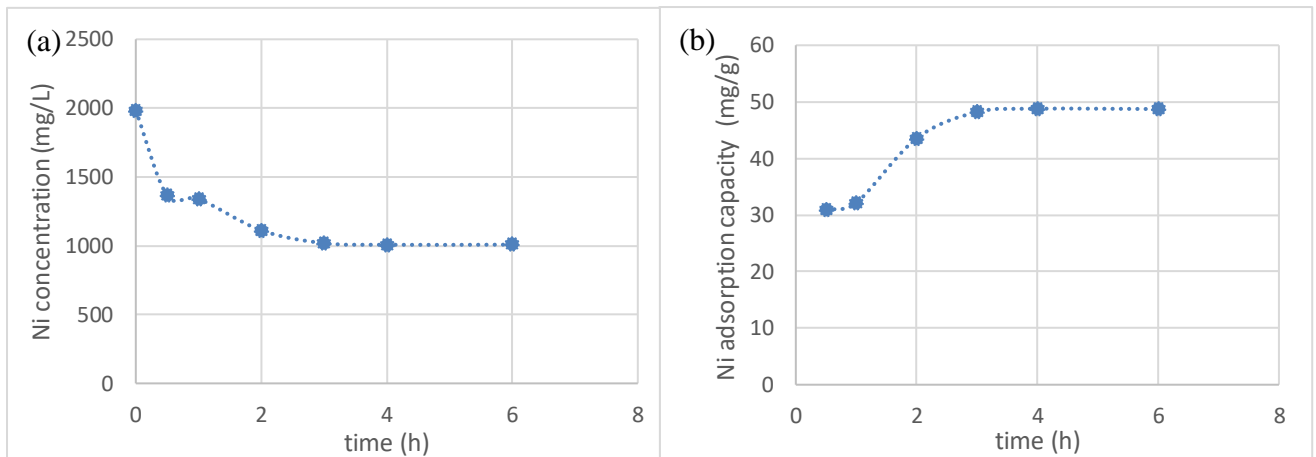 (a)
Ni concentration (mg/L)
2500
2000
1500
1000
500
0
0 2 4 6 8
time (h)
(b)
Ni adsorption capacity (mg/g)
60
50
40
30
20
10
0
0 2 4 6 8
time (h)